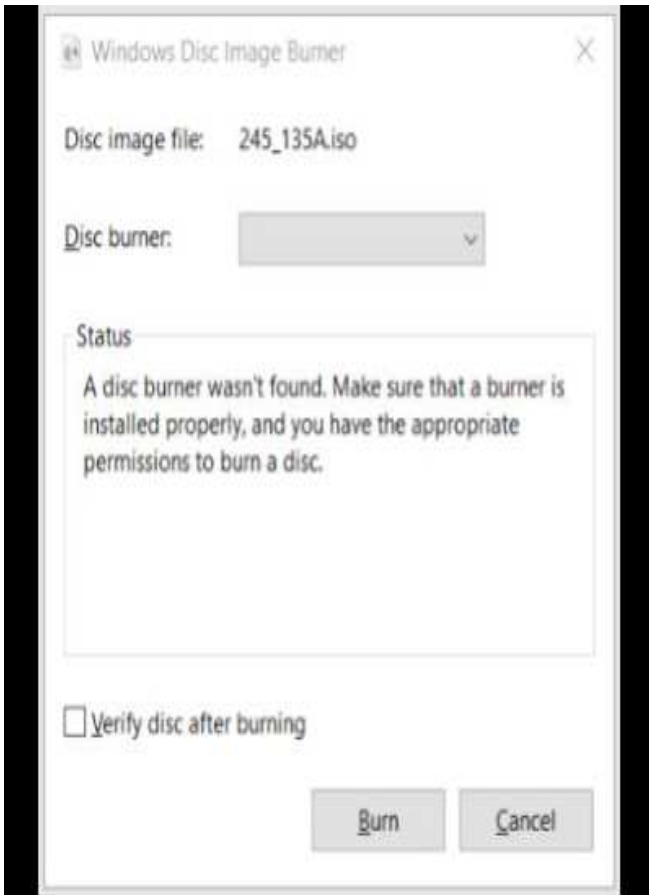 Windows Disc Image Burner
Disc image file: 245_135A.iso
Disc burner:
Status
A disc burner wasn't found. Make sure that a burner is
installed properly, and you have the appropriate
permissions to burn a disc.
Verify disc after burning
Burn Cancel